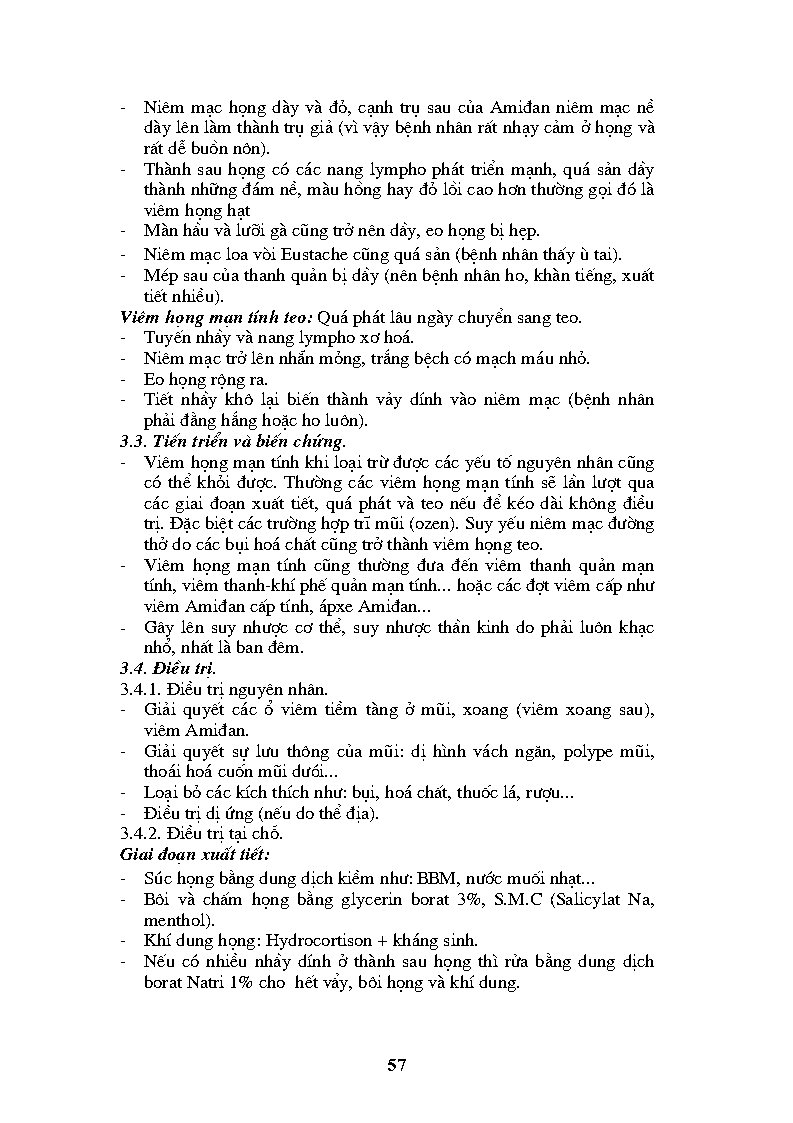 - Niêm mạc họng dày và đỏ, cạnh trụ sau của Amiđan niêm mạc nề
dày lên làm thành trụ giả (vì vậy bệnh nhân rất nhạy cảm ở họng và
rất dễ buồn nôn).
- Thành sau họng có các nang lympho phát triển mạnh, quá sản dầy
thành những đám nề, màu hồng hay đỏ lồi cao hơn thường gọi đó là
viêm họng hạt
- Màn hầu và lưỡi gà cũng trở nên dầy, eo họng bị hẹp.
- Niêm mạc loa vòi Eustache cũng quá sản (bệnh nhân thấy ù tai).
- Mép sau của thanh quản bị dầy (nên bệnh nhân ho, khàn tiếng, xuất
tiết nhiều).
Viêm họng mạn tính teo: Quá phát lâu ngày chuyển sang teo.
- Tuyến nhầy và nang lympho xơ hoá.
- Niêm mạc trở lên nhẵn mỏng, trắng bệch có mạch máu nhỏ.
- Eo họng rộng ra.
- Tiết nhầy khô lại biến thành vảy dính vào niêm mạc (bệnh nhân
phải đằng hắng hoặc ho luôn).
3.3. Tiến triển và biến chứng.
- Viêm họng mạn tính khi loại trừ được các yếu tố nguyên nhân cũng
có thể khỏi được. Thường các viêm họng mạn tính sẽ lần lượt qua
các giai đoạn xuất tiết, quá phát và teo nếu để kéo dài không điều
trị. Đặc biệt các trường hợp trĩ mũi (ozen). Suy yếu niêm mạc đường
thở do các bụi hoá chất cũng trở thành viêm họng teo.
- Viêm họng mạn tính cũng thường đưa đến viêm thanh quản mạn
tính, viêm thanh-khí phế quản mạn tính... hoặc các đợt viêm cấp như
viêm Amiđan cấp tính, ápxe Amiđan...
- Gây lên suy nhược cơ thể, suy nhược thần kinh do phải luôn khạc
nhổ, nhất là ban đêm.
3.4. Điều trị.
3.4.1. Điều trị nguyên nhân.
- Giải quyết các ổ viêm tiềm tàng ở mũi, xoang (viêm xoang sau),
viêm Amiđan.
- Giải quyết sự lưu thông của mũi: dị hình vách ngăn, polype mũi,
thoái hoá cuốn mũi dưới...
- Loại bỏ các kích thích như: bụi, hoá chất, thuốc lá, rượu...
- Điều trị dị ứng (nếu do thể địa).
3.4.2. Điều trị tại chỗ.
Giai đoạn xuất tiết:
- Súc họng bằng dung dịch kiềm như: BBM, nước muối nhạt...
- Bôi và chấm họng bằng glycerin borat 3%, S.M.C (Salicylat Na,
menthol).
- Khí dung họng: Hydrocortison + kháng sinh.
- Nếu có nhiều nhầy dính ở thành sau họng thì rửa bằng dung dịch
borat Natri 1% cho  hết vảy, bôi họng và khí dung.
57